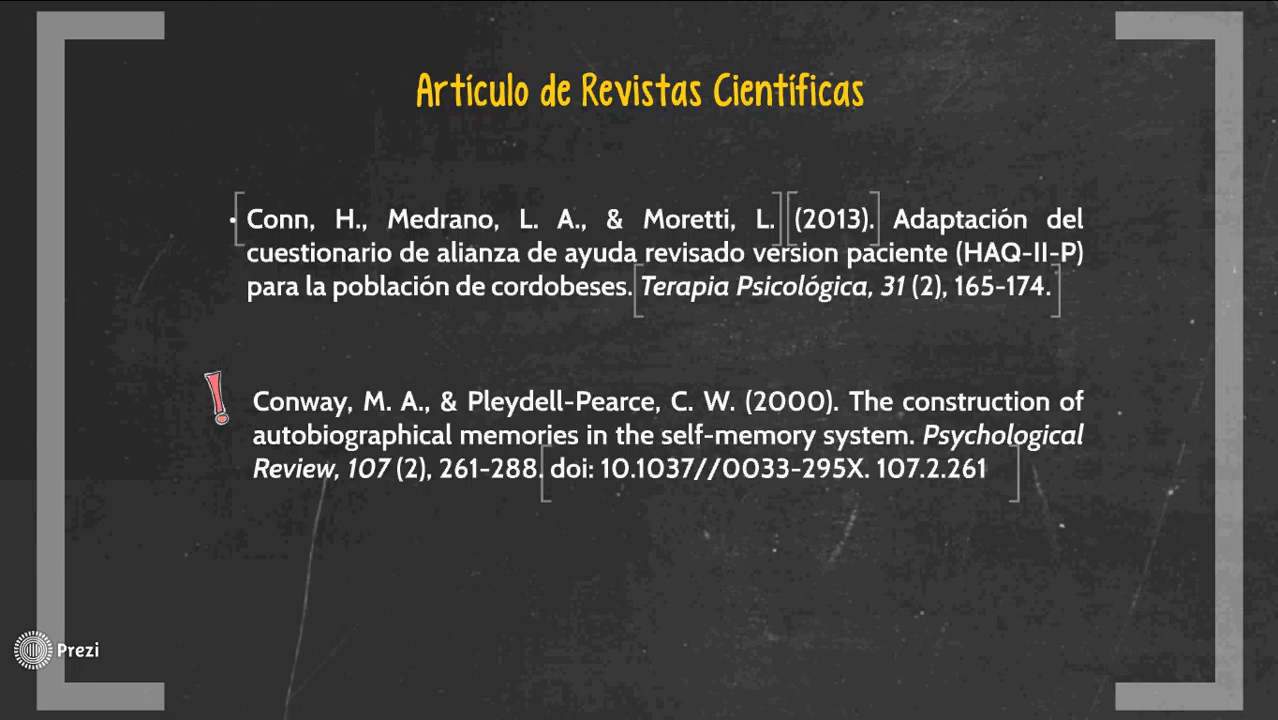 Artículo de Revistas Científicas
• Conn, H., Medrano, L. A., & Moretti, L. (2013). Adaptación del
cuestionario de alianza de ayuda revisado version paciente (HAQ-II-P)
para la población de cordobeses. Terapia Psicológica, 31 (2), 165-174.
Conway, M. A., & Pleydell-Pearce, C. W. (2000). The construction of
autobiographical memories in the self-memory system. Psychological
Review, 107 (2), 261-288. doi: 10.1037//0033-295X. 107.2.261
Prezi